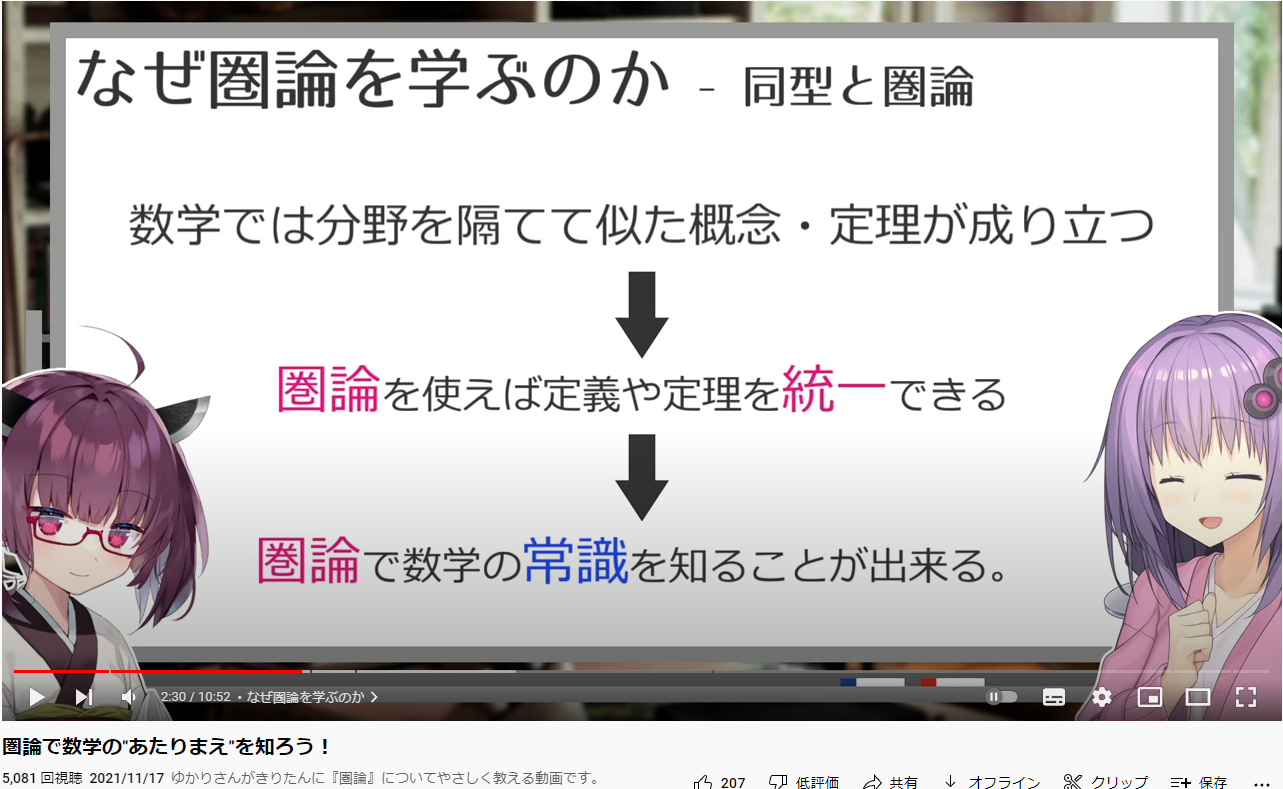 なぜ圏論を学ぶのか - 同型と圏論
数学では分野を隔てて似た概念・定理が成り立つ
圏論を使えば定義や定理を統一できる
圏論で数学の常識を知ることが出来る。
2:30 / 10:52 ・ なぜ圏論を学ぶのか
圏論で数学の"あたりまえ"を知ろう！
5,081 回視聴 2021/11/17 ゆかりさんがきりたんに『圏論』についてやさしく教える動画です。
207 低評価 共有 オフライン クリップ 保存